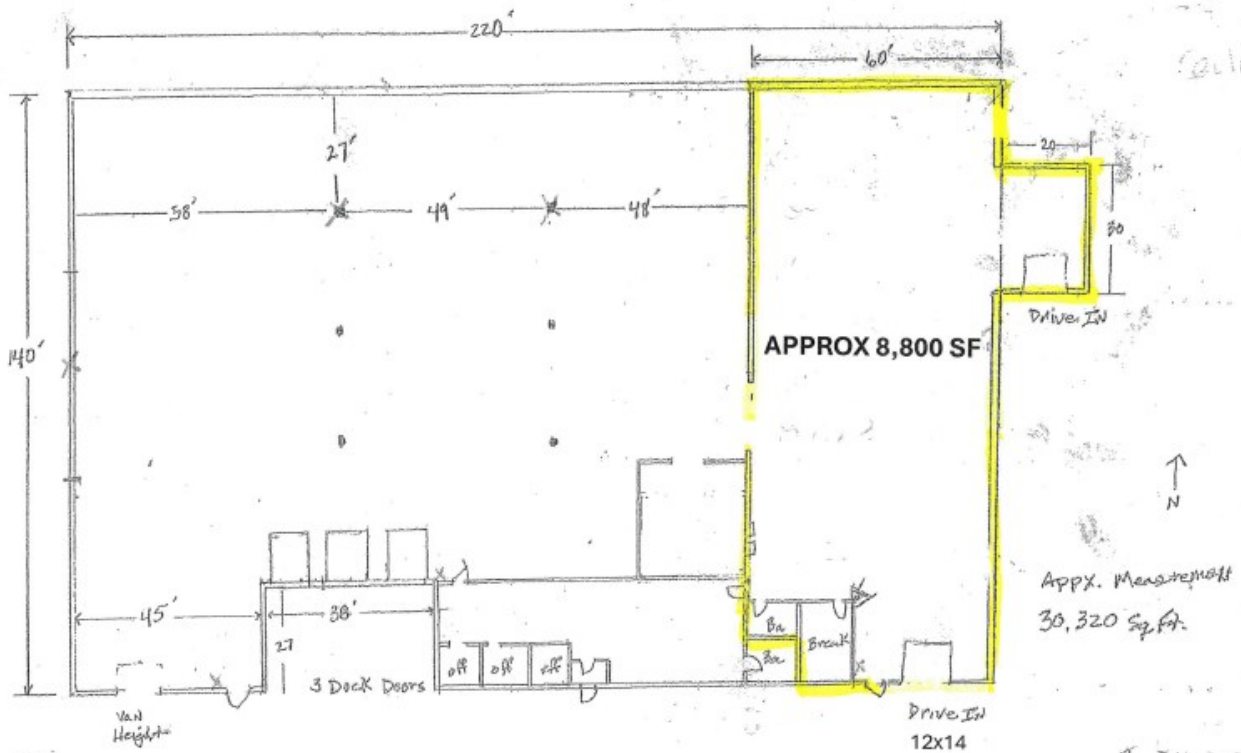 220'
60'
20
27'
58'
49'
48'
30
Drive IN
140'
APPROX 8,800 SF
N
Appx. Measurement
30,320 Sq.Ft.
45'
38'
27
Ba
Break
Ba
off
off
off
3 Dock Doors
Van
Height
Drive IN
12x14